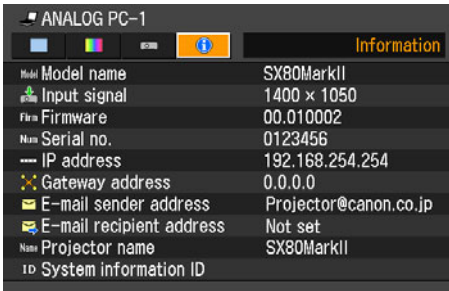 ANALOG PC-1
Information
Model Model name SX80MarkII
Input signal 1400 × 1050
Firm Firmware 00.010002
Num Serial no. 0123456
IP address 192.168.254.254
Gateway address 0.0.0.0
E-mail sender address Projector@canon.co.jp
E-mail recipient address Not set
Name Projector name SX80MarkII
ID System information ID